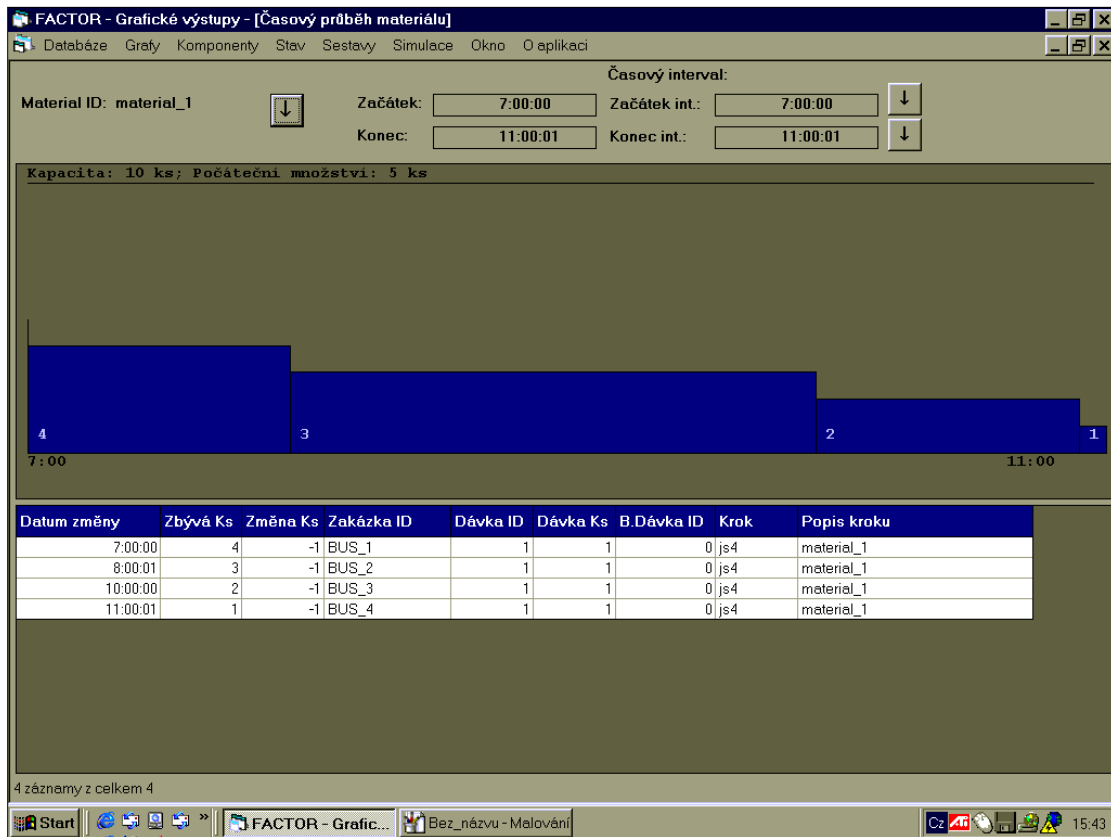 FACTOR - Grafické výstupy - [Časový průběh materiálu]
Databáze Grafy Komponenty Stav Sestavy Simulace Okno O aplikaci
Časový interval:
Material ID: material_1 Začátek: 7:00:00 Začátek int.: 7:00:00
Konec: 11:00:01 Konec int.: 11:00:01
Kapacita: 10 ks; Počáteční množství: 5 ks
4 3 2 1
7:00 11:00
Datum změny Zbývá Ks Změna Ks Zakázka ID Dávka ID Dávka Ks B.Dávka ID Krok Popis kroku
7:00:00 4 -1 BUS_1 1 1 0 js4 material_1
8:00:01 3 -1 BUS_2 1 1 0 js4 material_1
10:00:00 2 -1 BUS_3 1 1 0 js4 material_1
11:00:01 1 -1 BUS_4 1 1 0 js4 material_1
4 záznamy z celkem 4
Start » FACTOR - Grafic... Bez_názvu - Malování Cz ATi 15:43